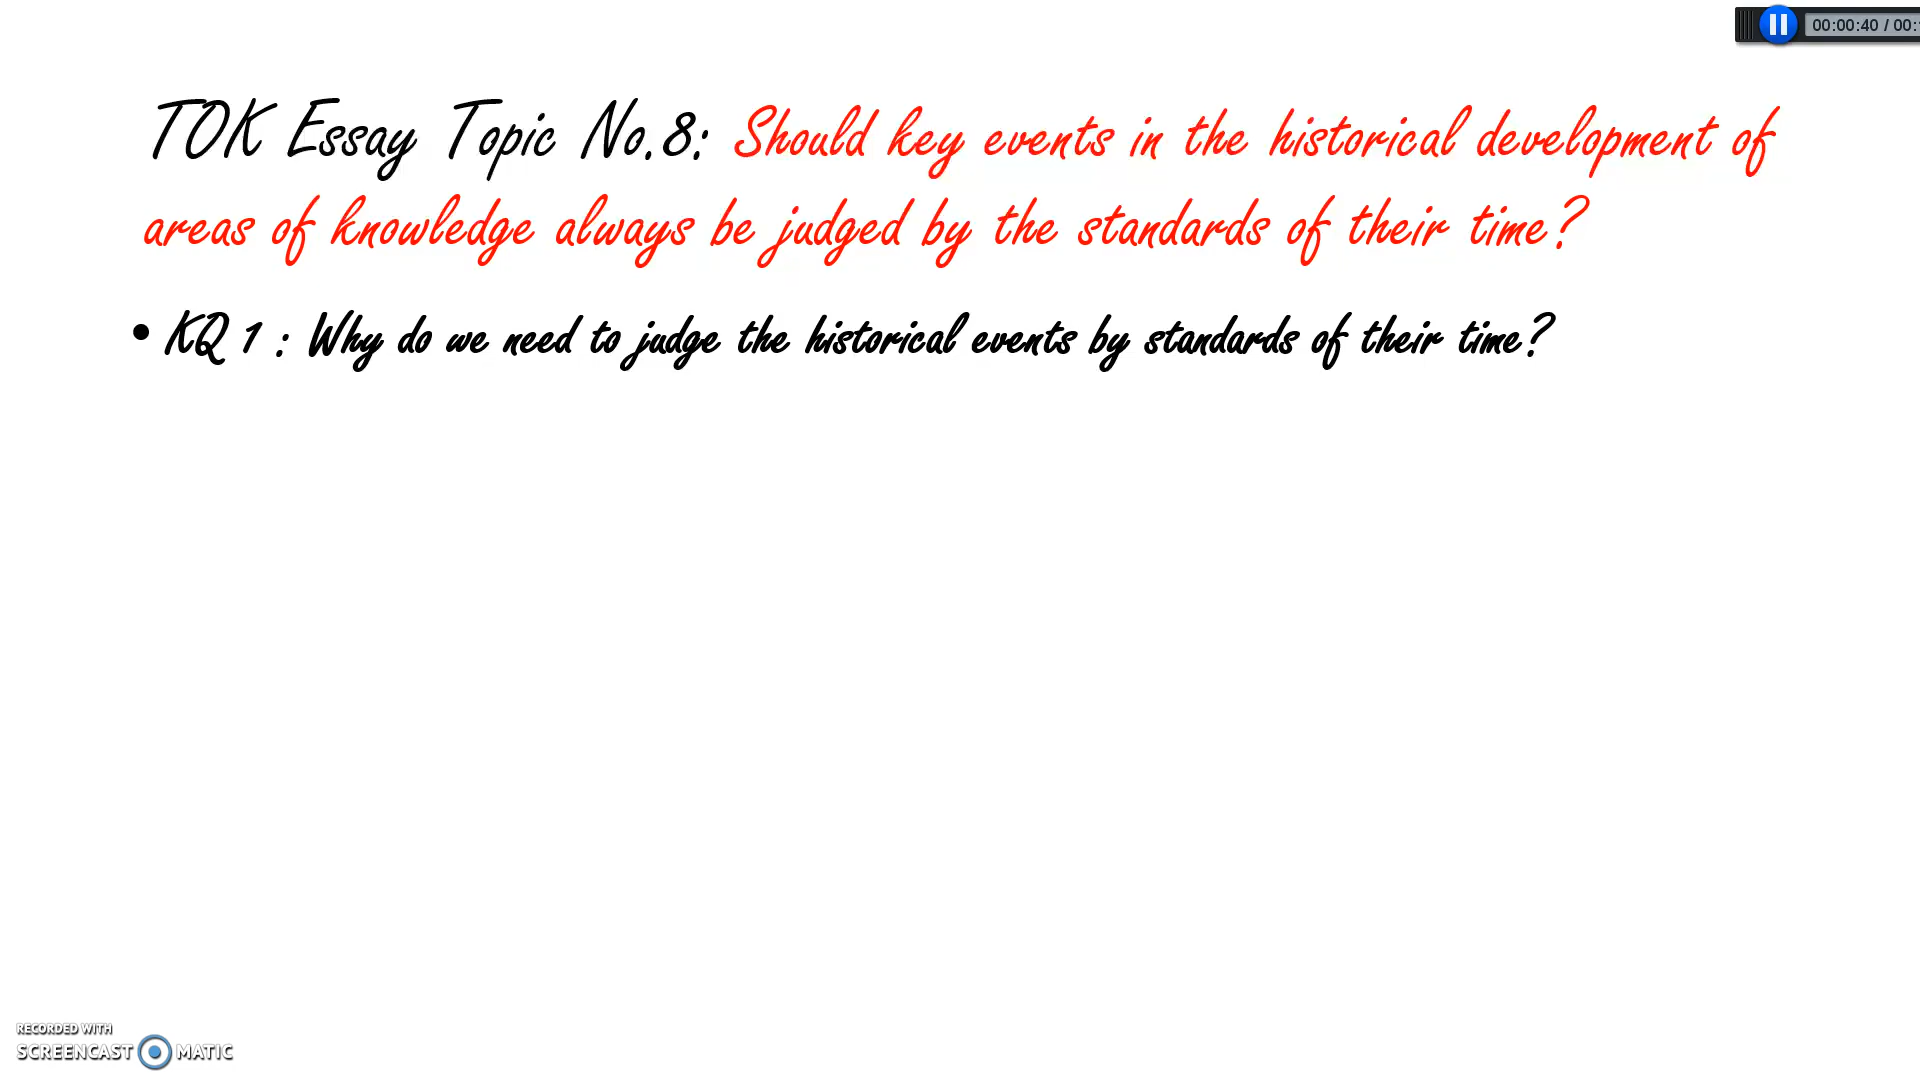 00:00:40 / 00:
TOK Essay Topic No.8: Should key events in the historical development of
areas of knowledge always be judged by the standards of their time?
• KQ 1 : Why do we need to judge the historical events by standards of their time?
RECORDED WITH
SCREENCAST MATIC